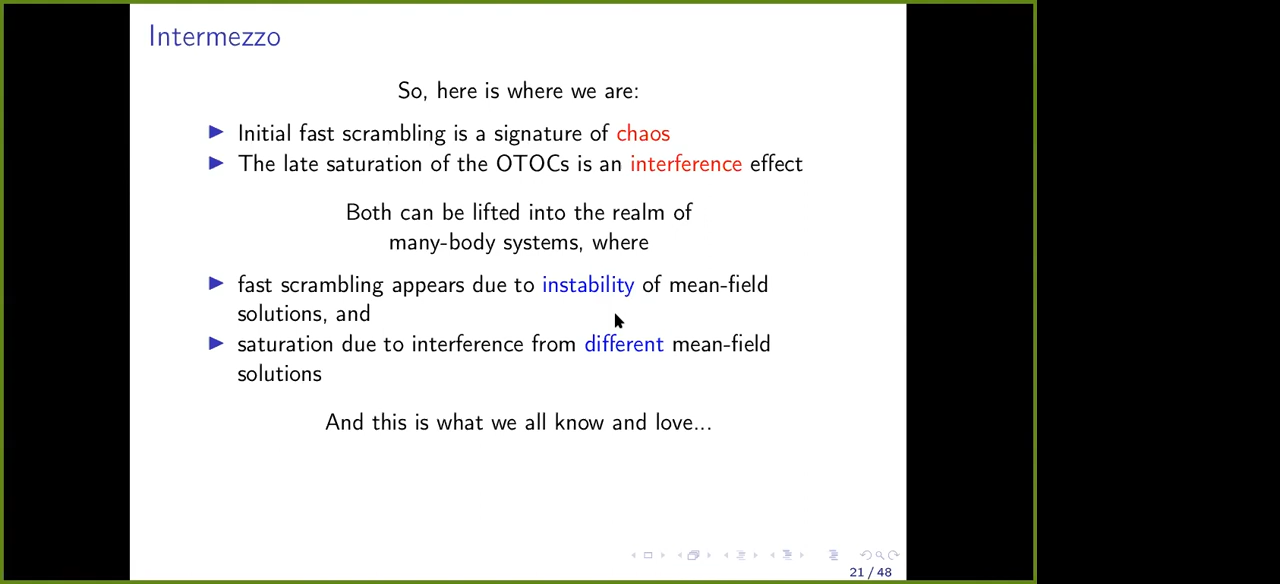 Intermezzo
So, here is where we are:
Initial fast scrambling is a signature of chaos
The late saturation of the OTOCs is an interference effect
Both can be lifted into the realm of
many-body systems, where
fast scrambling appears due to instability of mean-field
solutions, and
saturation due to interference from different mean-field
solutions
And this is what we all know and love...
21 / 48